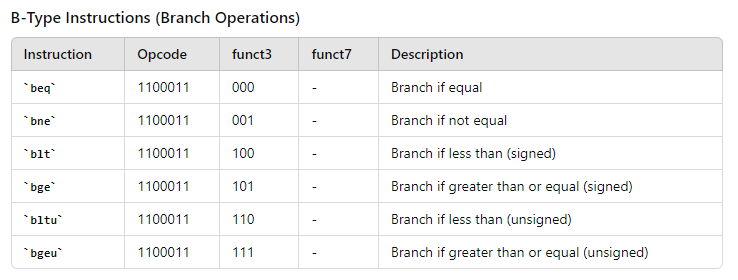 B-Type Instructions (Branch Operations)
Instruction Opcode funct3 funct7 Description
`beq` 1100011 000 - Branch if equal
`bne` 1100011 001 - Branch if not equal
`blt` 1100011 100 - Branch if less than (signed)
`bge` 1100011 101 - Branch if greater than or equal (signed)
`bltu` 1100011 110 - Branch if less than (unsigned)
`bgeu` 1100011 111 - Branch if greater than or equal (unsigned)